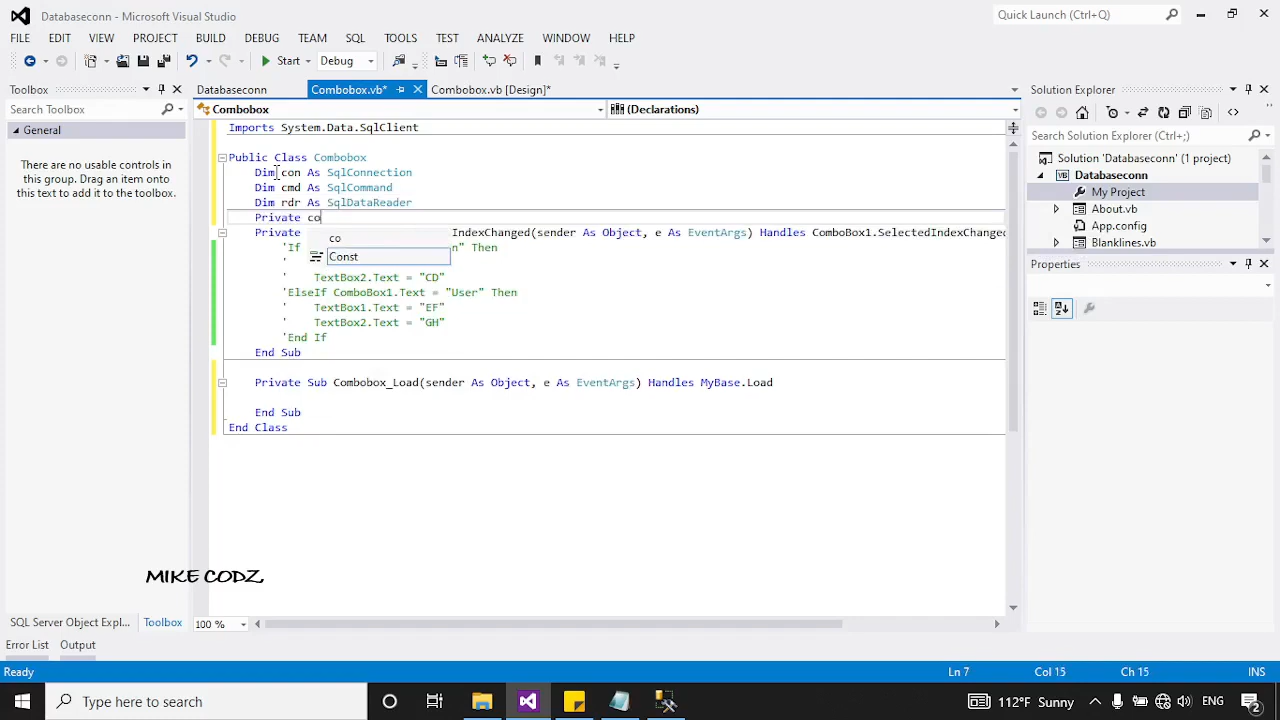 Databaseconn - Microsoft Visual Studio
Quick Launch (Ctrl+Q)
FILE EDIT VIEW PROJECT BUILD DEBUG TEAM SQL TOOLS TEST ANALYZE WINDOW HELP
Start Debug
Toolbox
Search Toolbox
General
There are no usable controls in
this group. Drag an item onto this
text to add it to the toolbox.
Databaseconn Combobox.vb* Combobox.vb [Design]*
Combobox (Declarations)
Imports System.Data.SqlClient
Public Class Combobox
Dim con As SqlConnection
Dim cmd As SqlCommand
Dim rdr As SqlDataReader
Private co
Private IndexChanged(sender As Object, e As EventArgs) Handles ComboBox1.SelectedIndexChanged
co
Const
'If n" Then
'
' TextBox2.Text = "CD"
'ElseIf ComboBox1.Text = "User" Then
' TextBox1.Text = "EF"
' TextBox2.Text = "GH"
'End If
End Sub
Private Sub Combobox_Load(sender As Object, e As EventArgs) Handles MyBase.Load
End Sub
End Class
Solution Explorer
Search Solution Explorer (Ctrl+;)
Solution 'Databaseconn' (1 project)
Databaseconn
My Project
About.vb
App.config
Blanklines.vb
Properties
MIKE CODZ,
SQL Server Object Expl... Toolbox
100 %
Error List Output
Ready Ln 7 Col 15 Ch 15 INS
Type here to search
112°F Sunny
ENG
2